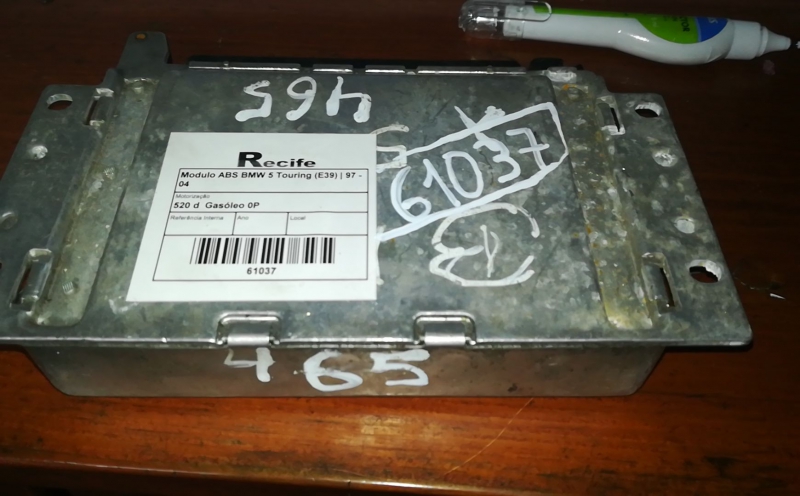 465
61037
R
Recife
Modulo ABS BMW 5 Touring (E39) | 97 -
04
Motorização
520 d Gasóleo 0P
Referência Interna Ano Local
61037
465